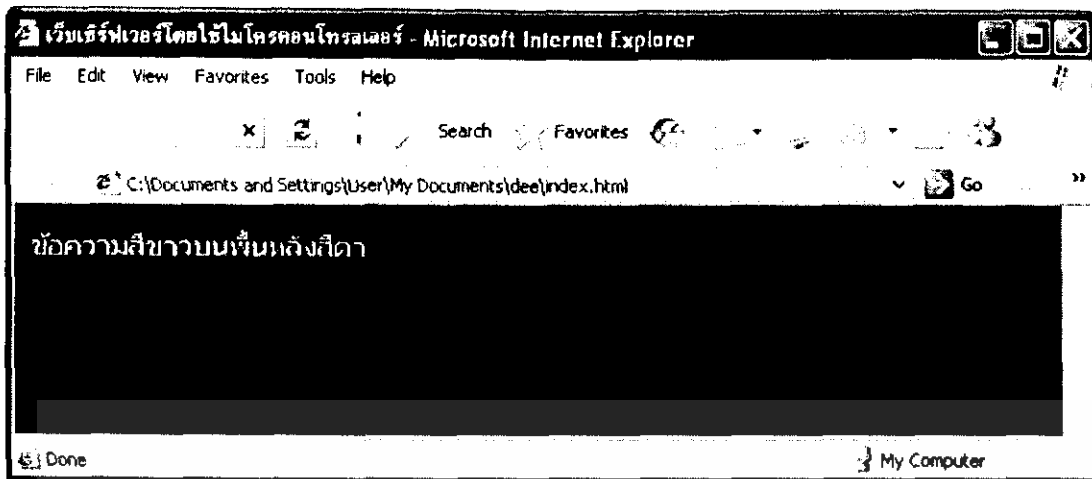 เว็บเซิร์ฟเวอร์โดยใช้ไมโครคอนโทรลเลอร์ - Microsoft Internet Explorer
File Edit View Favorites Tools Help
Search Favorites
C:\Documents and Settings\User\My Documents\dee\index.html Go »
ข้อความสีขาวบนพื้นหลังสีดำ
Done My Computer